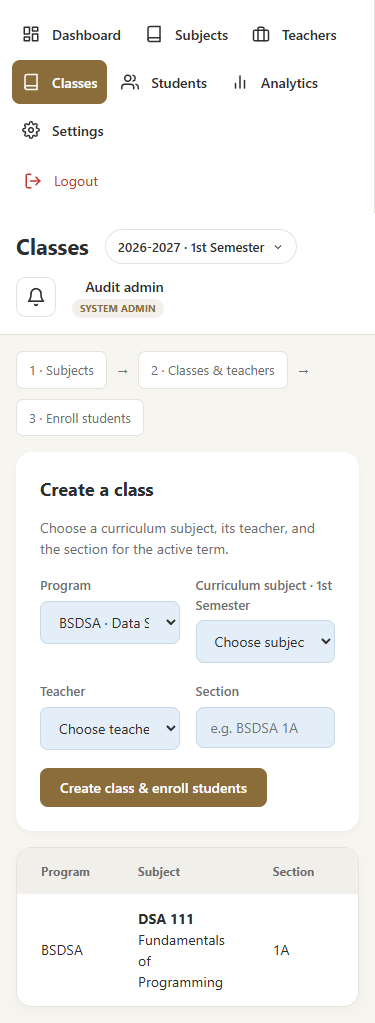 Dashboard Subjects Teachers
Classes Students Analytics
Settings
Logout
Classes 2026-2027 · 1st Semester
Audit admin
SYSTEM ADMIN
1 · Subjects → 2 · Classes & teachers →
3 · Enroll students
Create a class
Choose a curriculum subject, its teacher, and
the section for the active term.
Program
BSDSA · Data S
Curriculum subject · 1st
Semester
Choose subjec
Teacher
Choose teache
Section
e.g. BSDSA 1A
Create class & enroll students
Program Subject Section
BSDSA
DSA 111
Fundamentals
of
Programming
1A